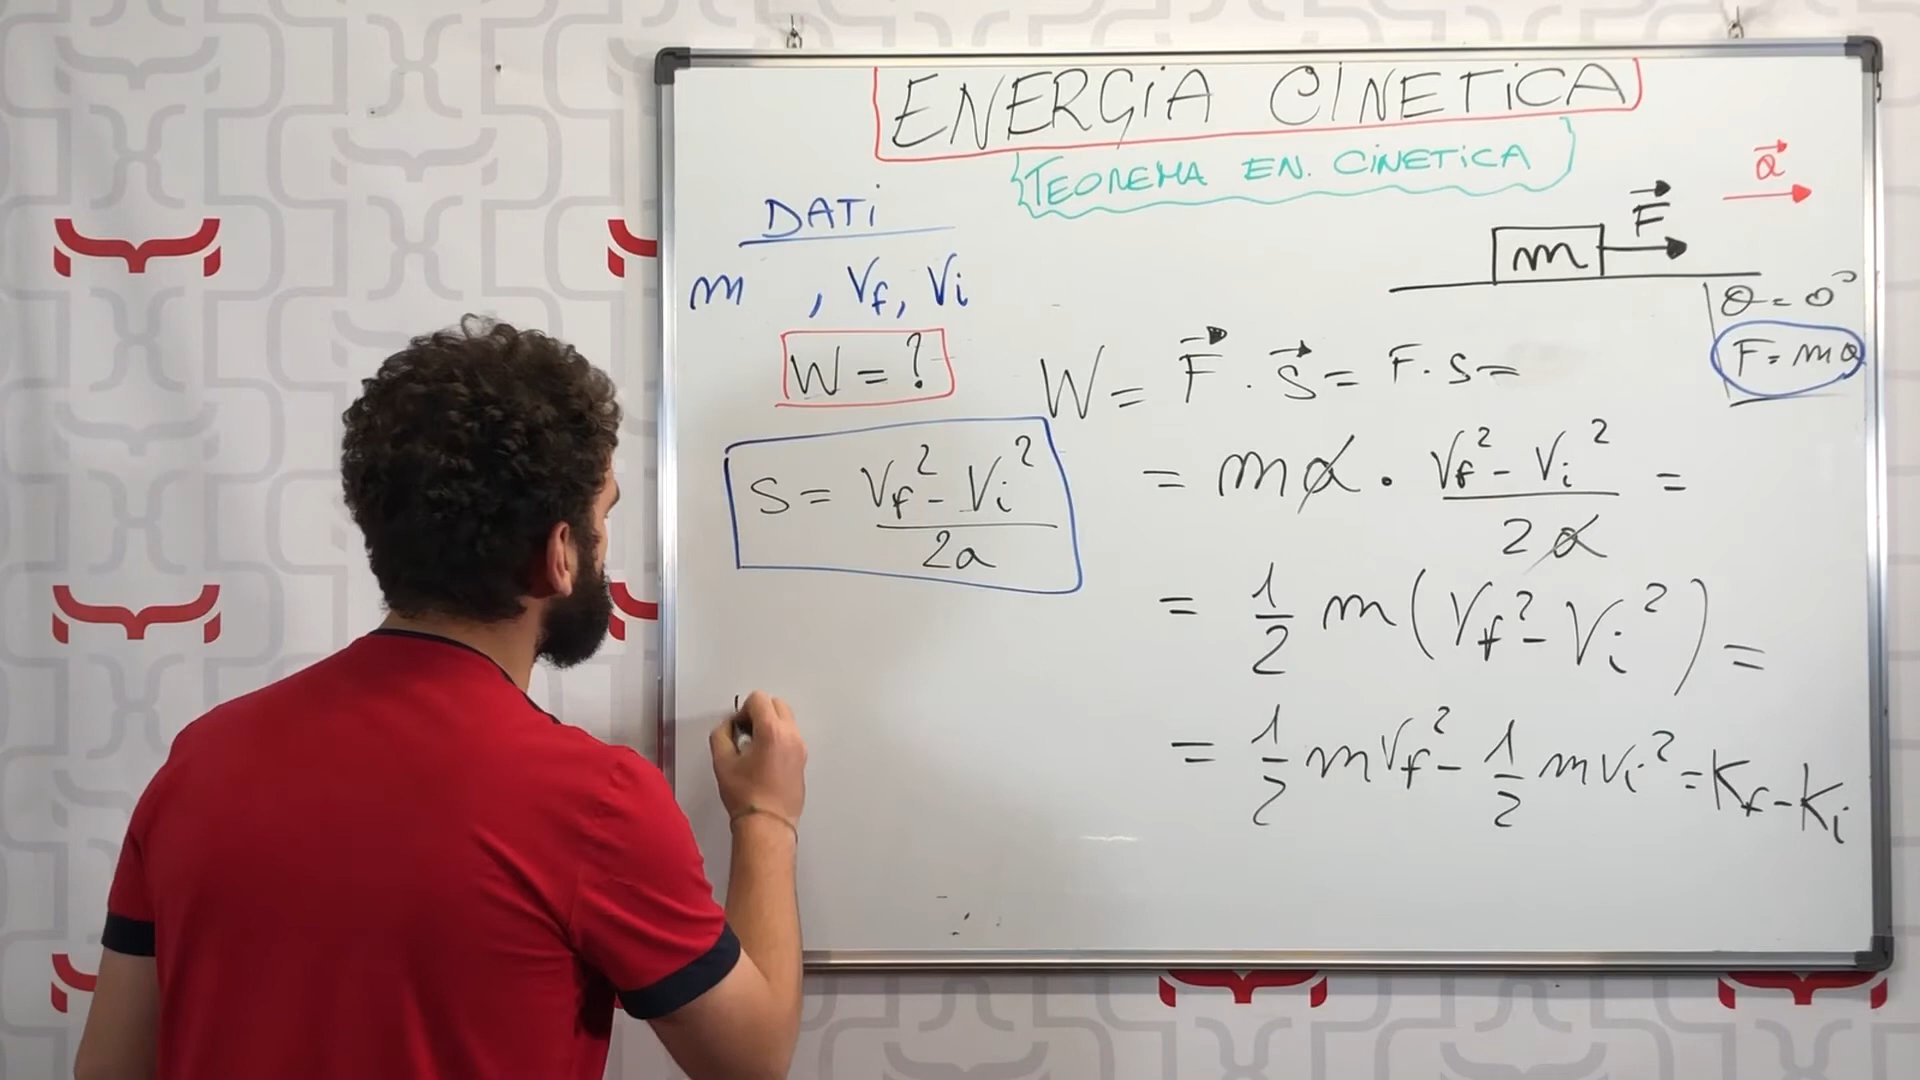 ENERGIA CINETICA
TEOREMA EN. CINETICA
DATI
m , Vf, Vi
W = ?
S = Vf² - Vi² / 2a
a⃗
F⃗
m
θ = 0°
F = ma
W = F⃗ · S⃗ = F · S =
= ma · Vf² - Vi² / 2a =
= 1/2 m (Vf² - Vi²) =
= 1/2 mVf² - 1/2 mVi² = Kf - Ki